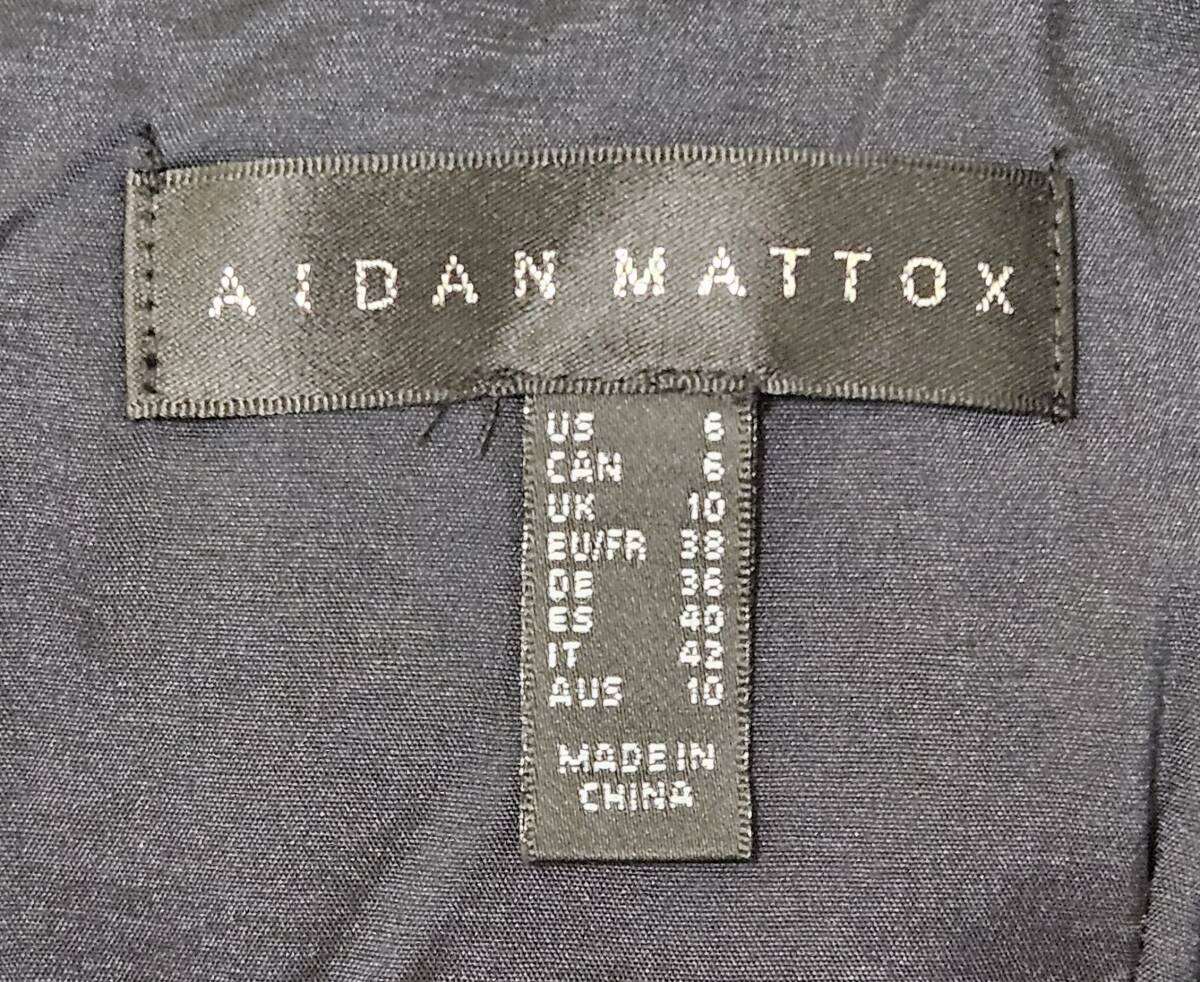 AIDAN MATTOX
US 6
CAN 6
UK 10
EU/FR 38
DE 36
ES 40
IT 42
AUS 10
MADE IN
CHINA